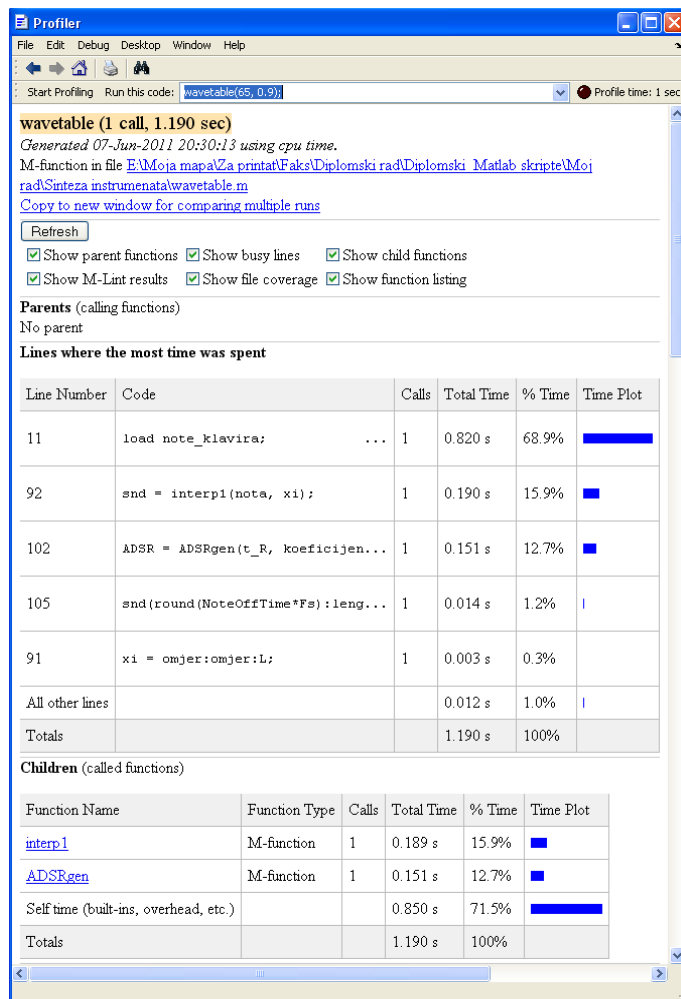 Profiler
File Edit Debug Desktop Window Help
Start Profiling Run this code: wavetable(65, 0.9); Profile time: 1 sec
wavetable (1 call, 1.190 sec)
Generated 07-Jun-2011 20:30:13 using cpu time.
M-function in file E:\Moja mapa\Za printat\Faks\Diplomski rad\Diplomski_Matlab skripte\Moj
rad\Sinteza instrumenata\wavetable.m
Copy to new window for comparing multiple runs
Refresh
Show parent functions Show busy lines Show child functions
Show M-Lint results Show file coverage Show function listing
Parents (calling functions)
No parent
Lines where the most time was spent
Line Number Code Calls Total Time % Time Time Plot
11 load note_klavira; ... 1 0.820 s 68.9%
92 snd = interp1(nota, xi); 1 0.190 s 15.9%
102 ADSR = ADSRgen(t_R, koeficijen... 1 0.151 s 12.7%
105 snd(round(NoteOffTime*Fs):leng... 1 0.014 s 1.2%
91 xi = omjer:omjer:L; 1 0.003 s 0.3%
All other lines 0.012 s 1.0%
Totals 1.190 s 100%
Children (called functions)
Function Name Function Type Calls Total Time % Time Time Plot
interp1 M-function 1 0.189 s 15.9%
ADSRgen M-function 1 0.151 s 12.7%
Self time (built-ins, overhead, etc.) 0.850 s 71.5%
Totals 1.190 s 100%